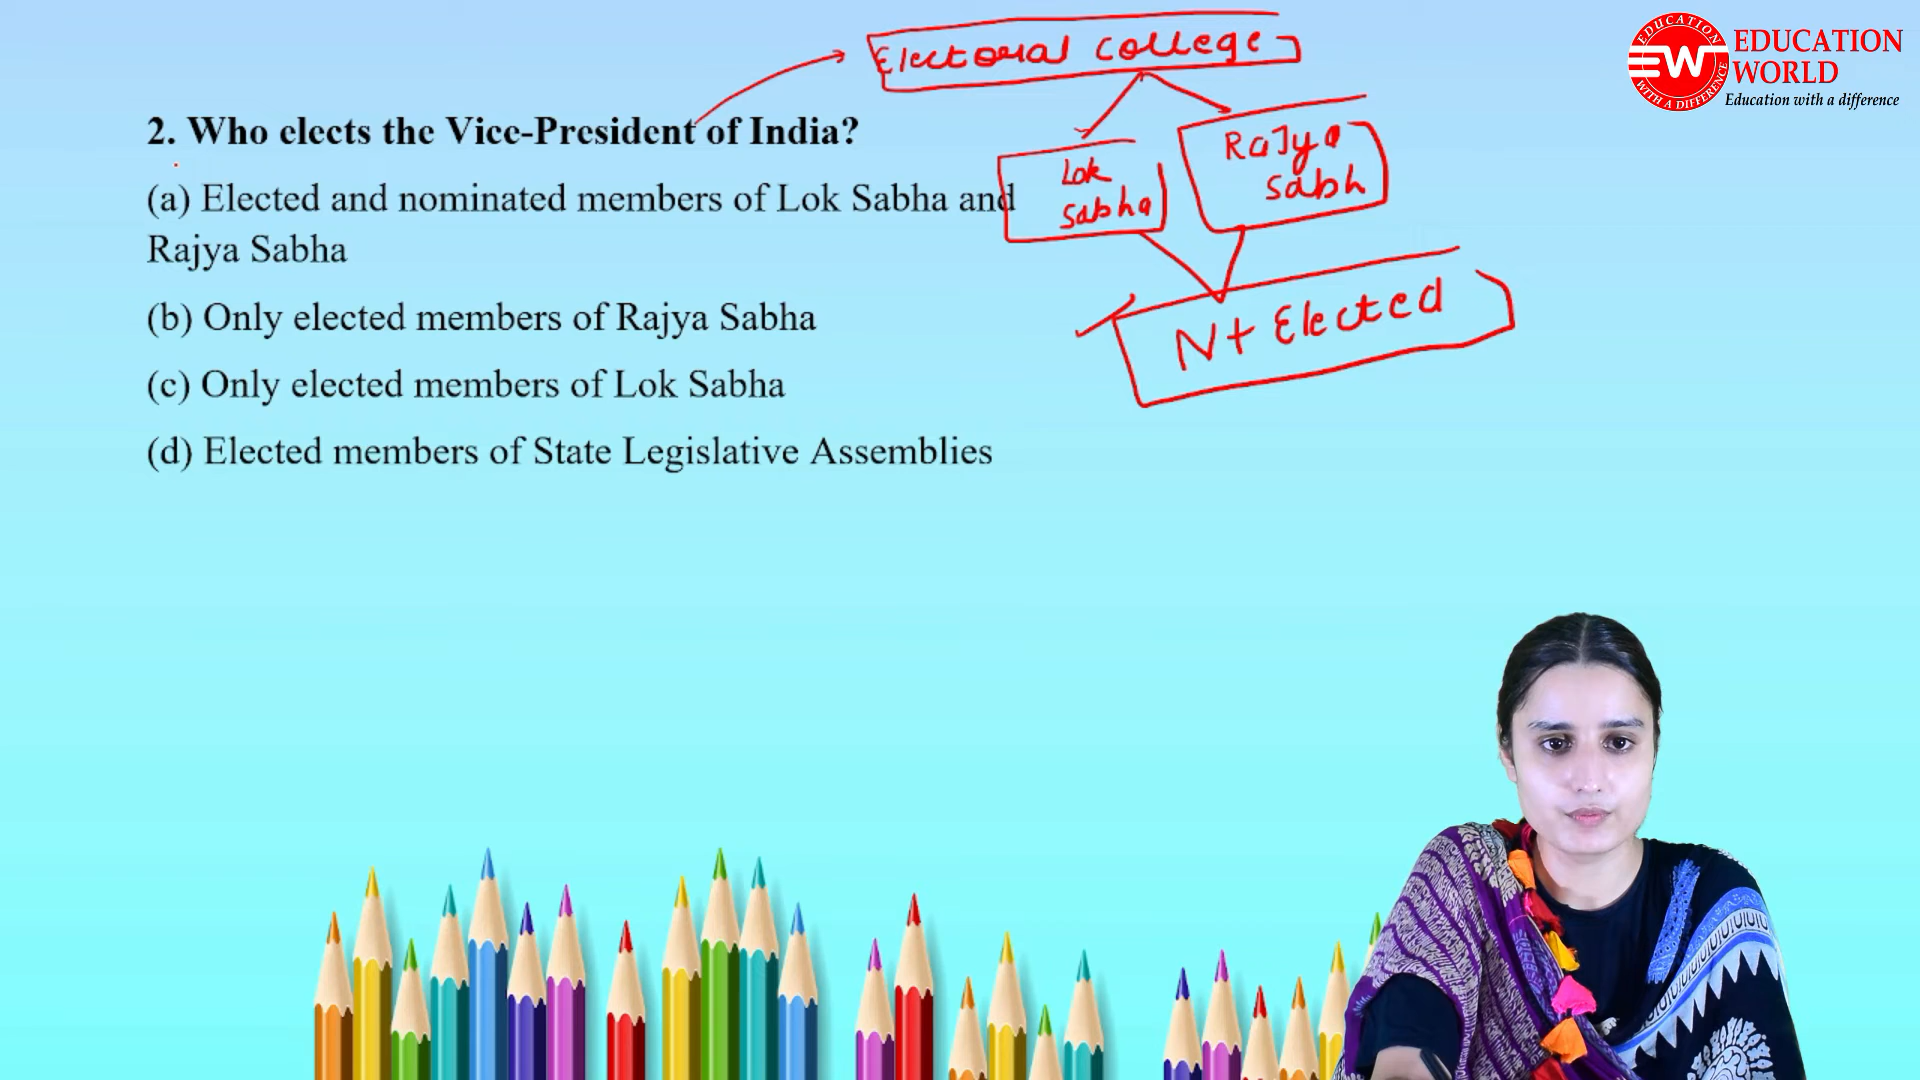 Electoral College
EDUCATION
WORLD
Education with a difference
EDUCATION
EW
WITH A DIFFERENCE
2. Who elects the Vice-President of India?
(a) Elected and nominated members of Lok Sabha and
Rajya Sabha
(b) Only elected members of Rajya Sabha
(c) Only elected members of Lok Sabha
(d) Elected members of State Legislative Assemblies
Lok
Sabha
Rajya
Sabh
N+ Elected